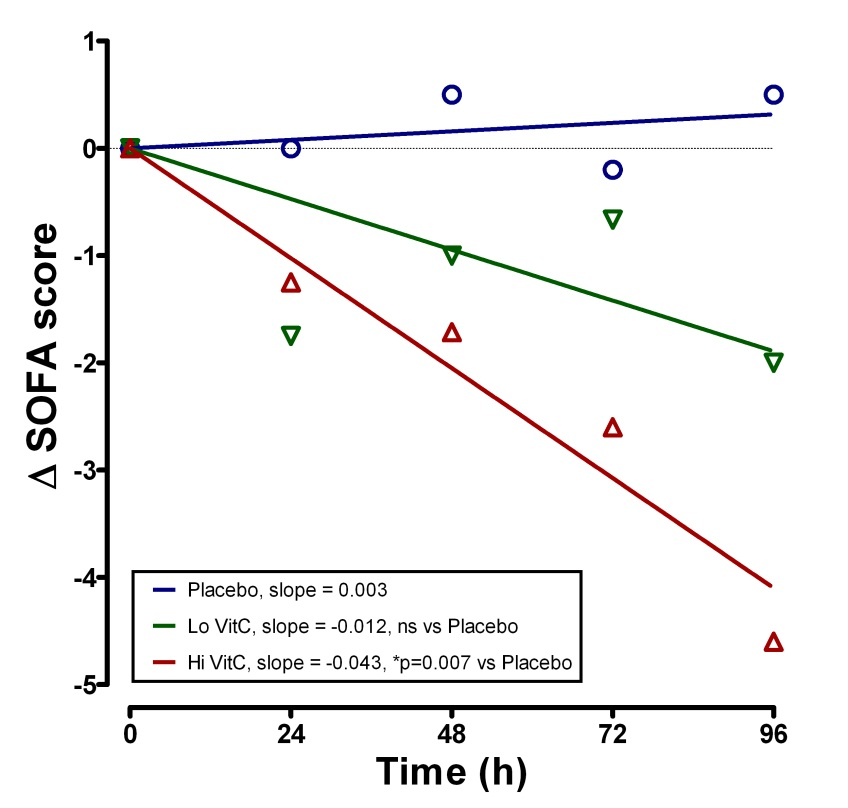 Δ SOFA score
1
0
-1
-2
-3
-4
-5
Placebo, slope = 0.003
Lo VitC, slope = -0.012, ns vs Placebo
Hi VitC, slope = -0.043, *p=0.007 vs Placebo
0 24 48 72 96
Time (h)